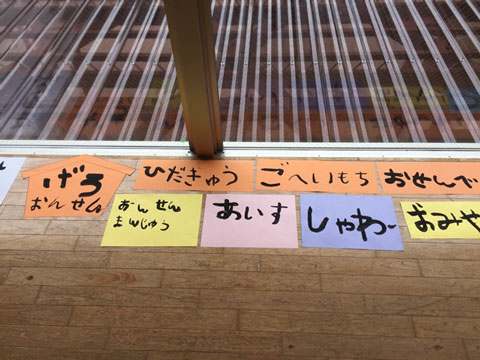 げろ
おんせん
ひだきゅう
ごへいもち
おせんべ
おんせん
まんじゅう
あいす
しゃわー
おみや